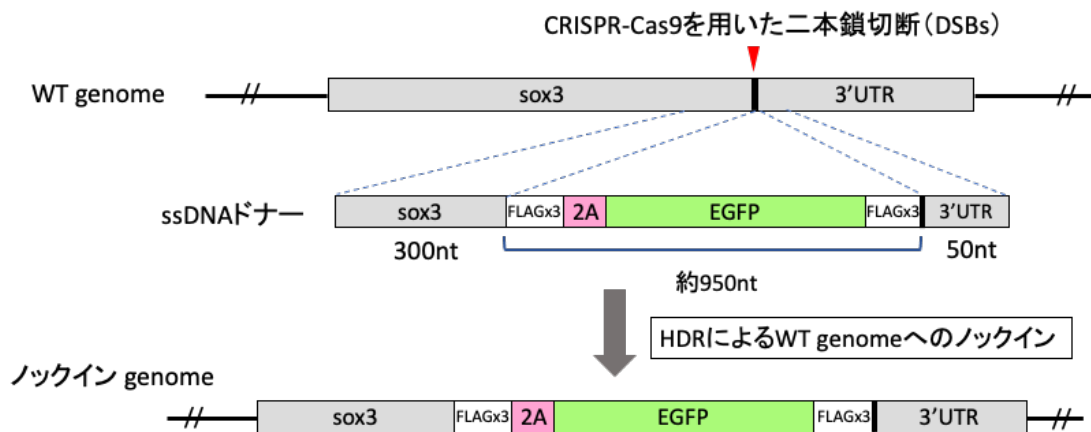 CRISPR-Cas9を用いた二本鎖切断（DSBs）
WT genome
sox3
3'UTR
ssDNAドナー
sox3
FLAGx3
2A
EGFP
FLAGx3
3'UTR
300nt
50nt
約950nt
HDRによるWT genomeへのノックイン
ノックイン genome
sox3
FLAGx3
2A
EGFP
FLAGx3
3'UTR